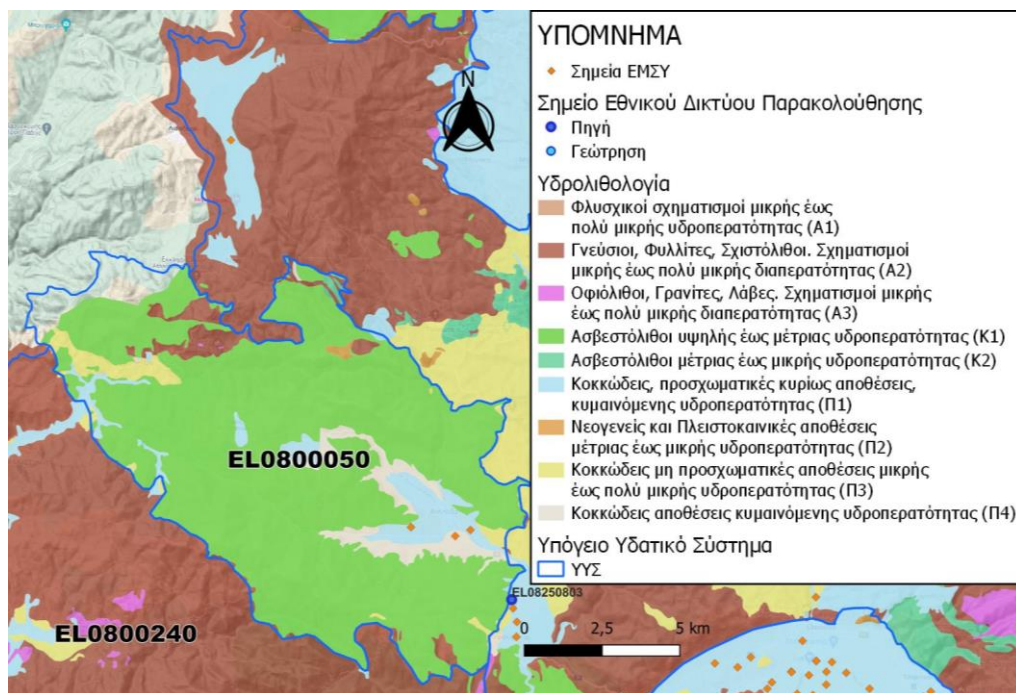 ΥΠΟΜΝΗΜΑ
Σημεία ΕΜΣΥ
Σημείο Εθνικού Δικτύου Παρακολούθησης
Πηγή
Γεώτρηση
Υδρολιθολογία
Φλυσχικοί σχηματισμοί μικρής έως
πολύ μικρής υδροπερατότητας (Α1)
Γνεύσιοι, Φυλλίτες, Σχιστόλιθοι. Σχηματισμοί
μικρής έως πολύ μικρής διαπερατότητας (Α2)
Οφιόλιθοι, Γρανίτες, Λάβες. Σχηματισμοί μικρής
έως πολύ μικρής διαπερατότητας (Α3)
Ασβεστόλιθοι υψηλής έως μέτριας υδροπερατότητας (Κ1)
Ασβεστόλιθοι μέτριας έως μικρής υδροπερατότητας (Κ2)
Κοκκώδεις, προσχωματικές κυρίως αποθέσεις,
κυμαινόμενης υδροπερατότητας (Π1)
Νεογενείς και Πλειστοκαινικές αποθέσεις
μέτριας έως μικρής υδροπερατότητας (Π2)
Κοκκώδεις μη προσχωματικές αποθέσεις μικρής
έως πολύ μικρής υδροπερατότητας (Π3)
Κοκκώδεις αποθέσεις κυμαινόμενης υδροπερατότητας (Π4)
Υπόγειο Υδατικό Σύστημα
ΥΥΣ
N
EL0800050
EL08250803
EL0800240
0 2,5 5 km